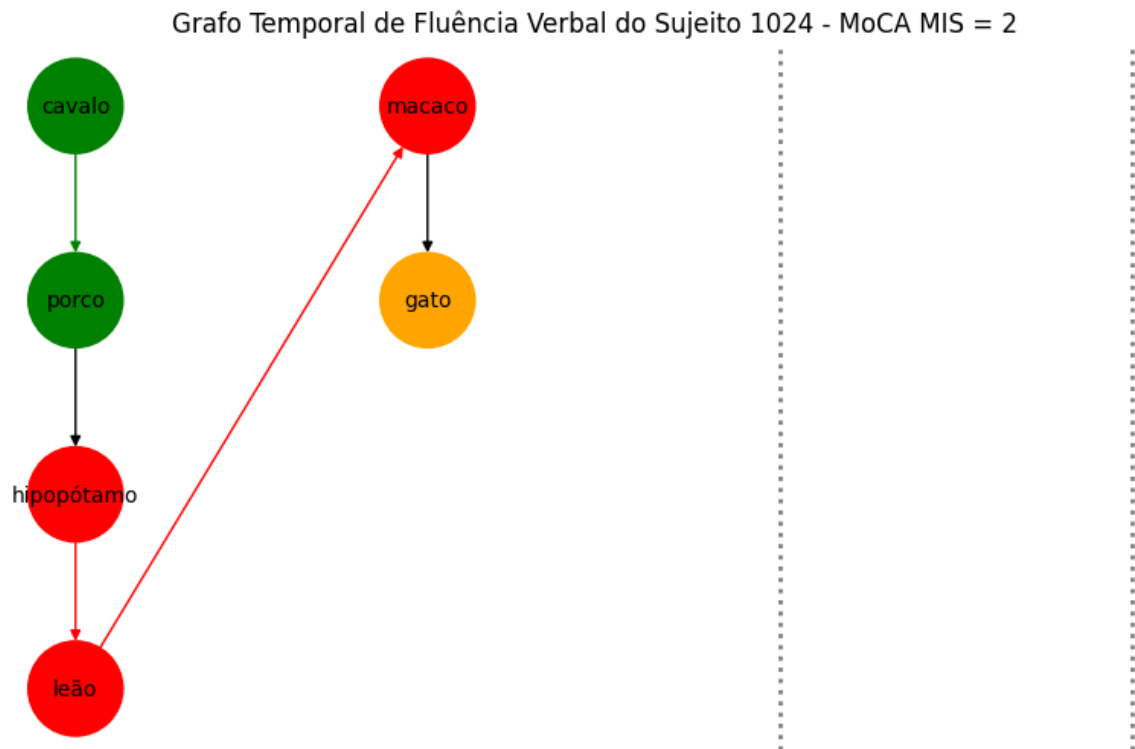 Grafo Temporal de Fluência Verbal do Sujeito 1024 - MoCA MIS = 2
cavalo
porco
hipopótamo
leão
macaco
gato